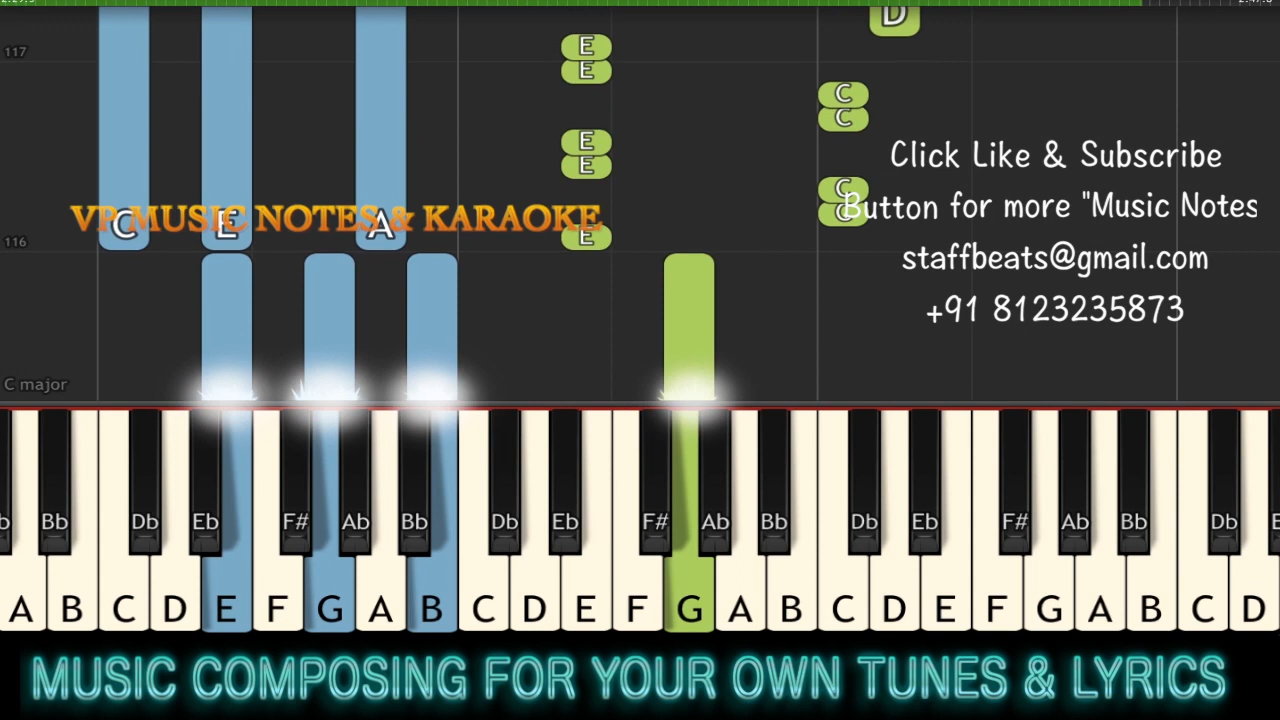 D
117
E
E
C
C
E
E
C
Button for more "Music Notes
Click Like & Subscribe
VP MUSIC NOTES & KARAOKE
C E A
E
116
staffbeats@gmail.com
+91 8123235873
C major
Bb Db Eb F# Ab Bb Db Eb F# Ab Bb Db Eb F# Ab Bb Db
A B C D E F G A B C D E F G A B C D E F G A B C D
MUSIC COMPOSING FOR YOUR OWN TUNES & LYRICS